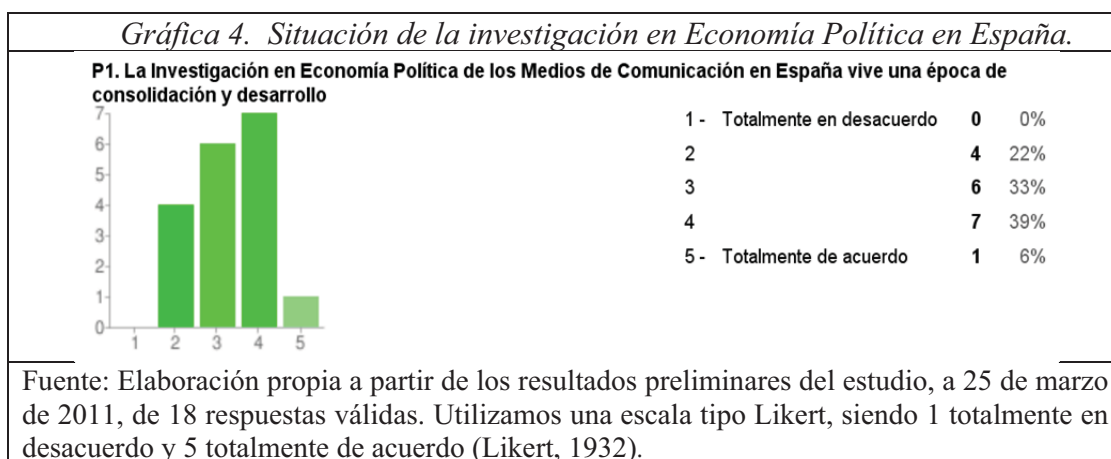 Gráfica 4. Situación de la investigación en Economía Política en España.
P1. La Investigación en Economía Política de los Medios de Comunicación en España vive una época de
consolidación y desarrollo
7
6
5
4
3
2
1
0
1 2 3 4 5
1 - Totalmente en desacuerdo 0 0%
2 4 22%
3 6 33%
4 7 39%
5 - Totalmente de acuerdo 1 6%
Fuente: Elaboración propia a partir de los resultados preliminares del estudio, a 25 de marzo
de 2011, de 18 respuestas válidas. Utilizamos una escala tipo Likert, siendo 1 totalmente en
desacuerdo y 5 totalmente de acuerdo (Likert, 1932).